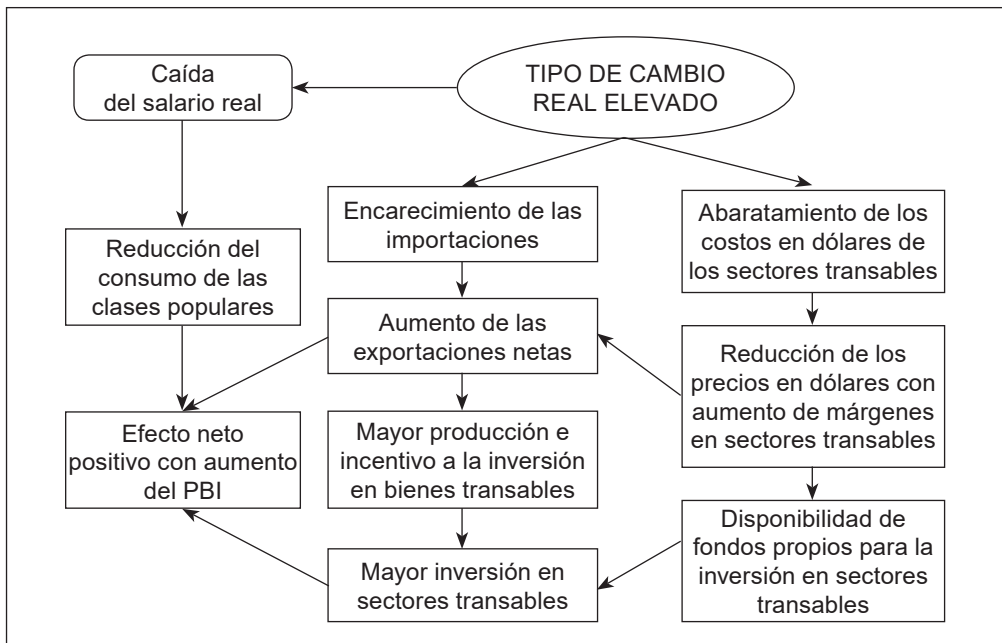 Caída
del salario real
TIPO DE CAMBIO
REAL ELEVADO
Encarecimiento de las
importaciones
Abaratamiento de los
costos en dólares de
los sectores transables
Reducción del
consumo de las
clases populares
Aumento de las
exportaciones netas
Reducción de los
precios en dólares con
aumento de márgenes
en sectores transables
Efecto neto
positivo con aumento
del PBI
Mayor producción e
incentivo a la inversión
en bienes transables
Disponibilidad de
fondos propios para la
inversión en sectores
transables
Mayor inversión en
sectores transables